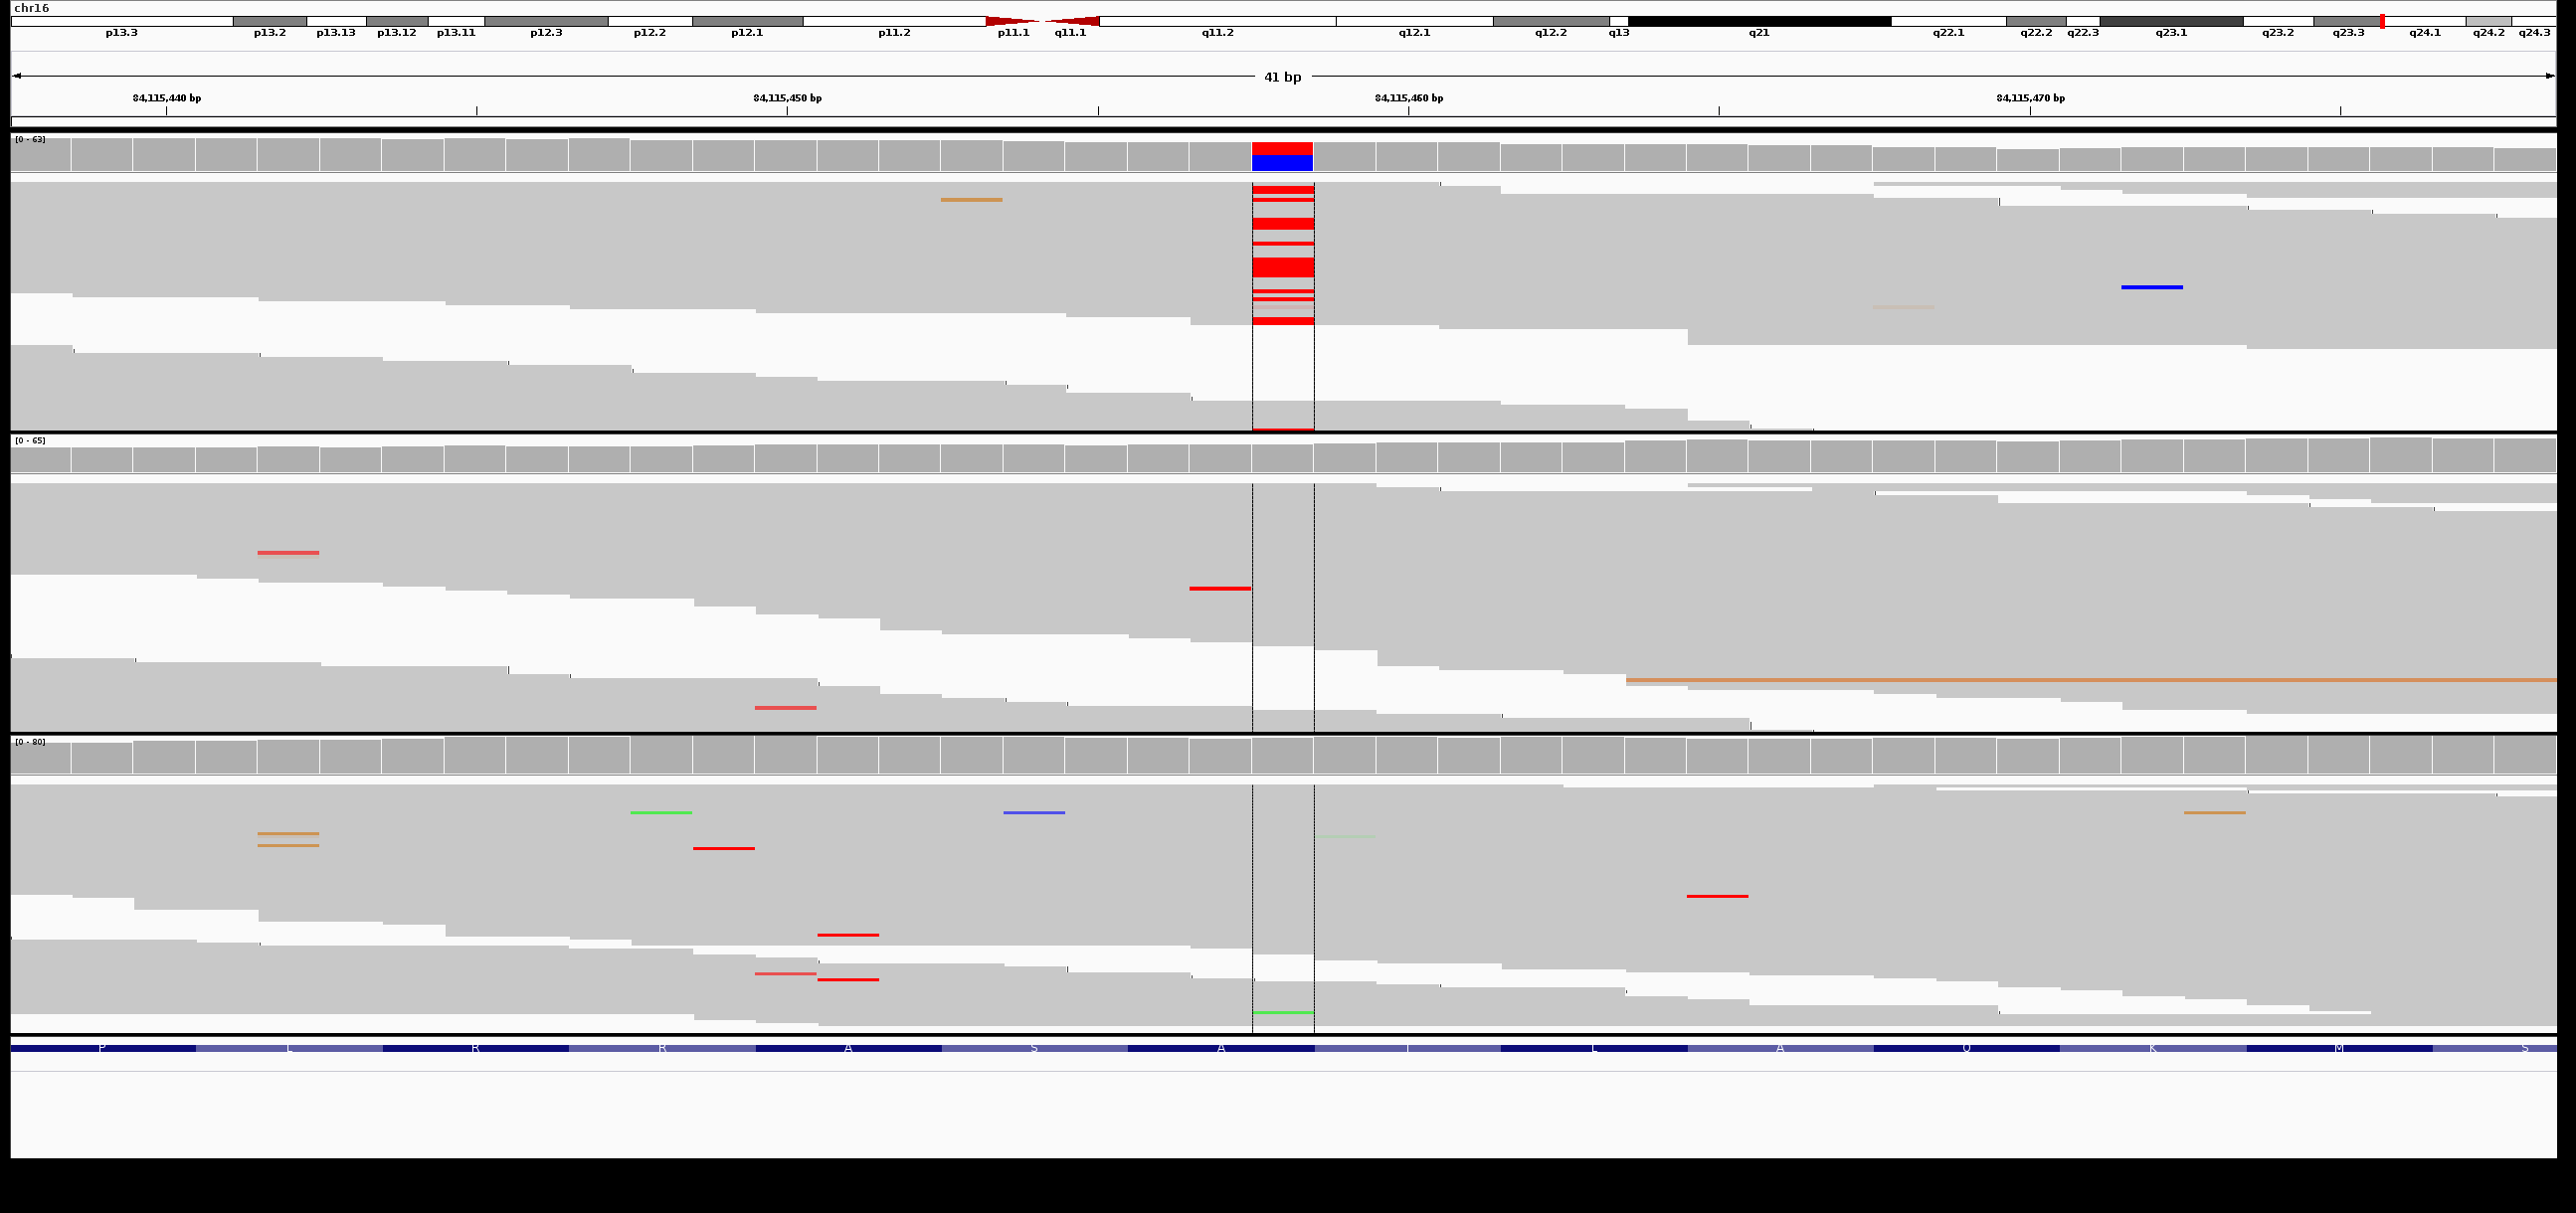 chr16
p13.3 p13.2 p13.13 p13.12 p13.11 p12.3 p12.2 p12.1 p11.2 p11.1 q11.1 q11.2 q12.1 q12.2 q13 q21 q22.1 q22.2 q22.3 q23.1 q23.2 q23.3 q24.1 q24.2 q24.3
41 bp
84,115,440 bp 84,115,450 bp 84,115,460 bp 84,115,470 bp
[0 - 63]
[0 - 65]
[0 - 80]
P L R R A S A I L A Q K M S